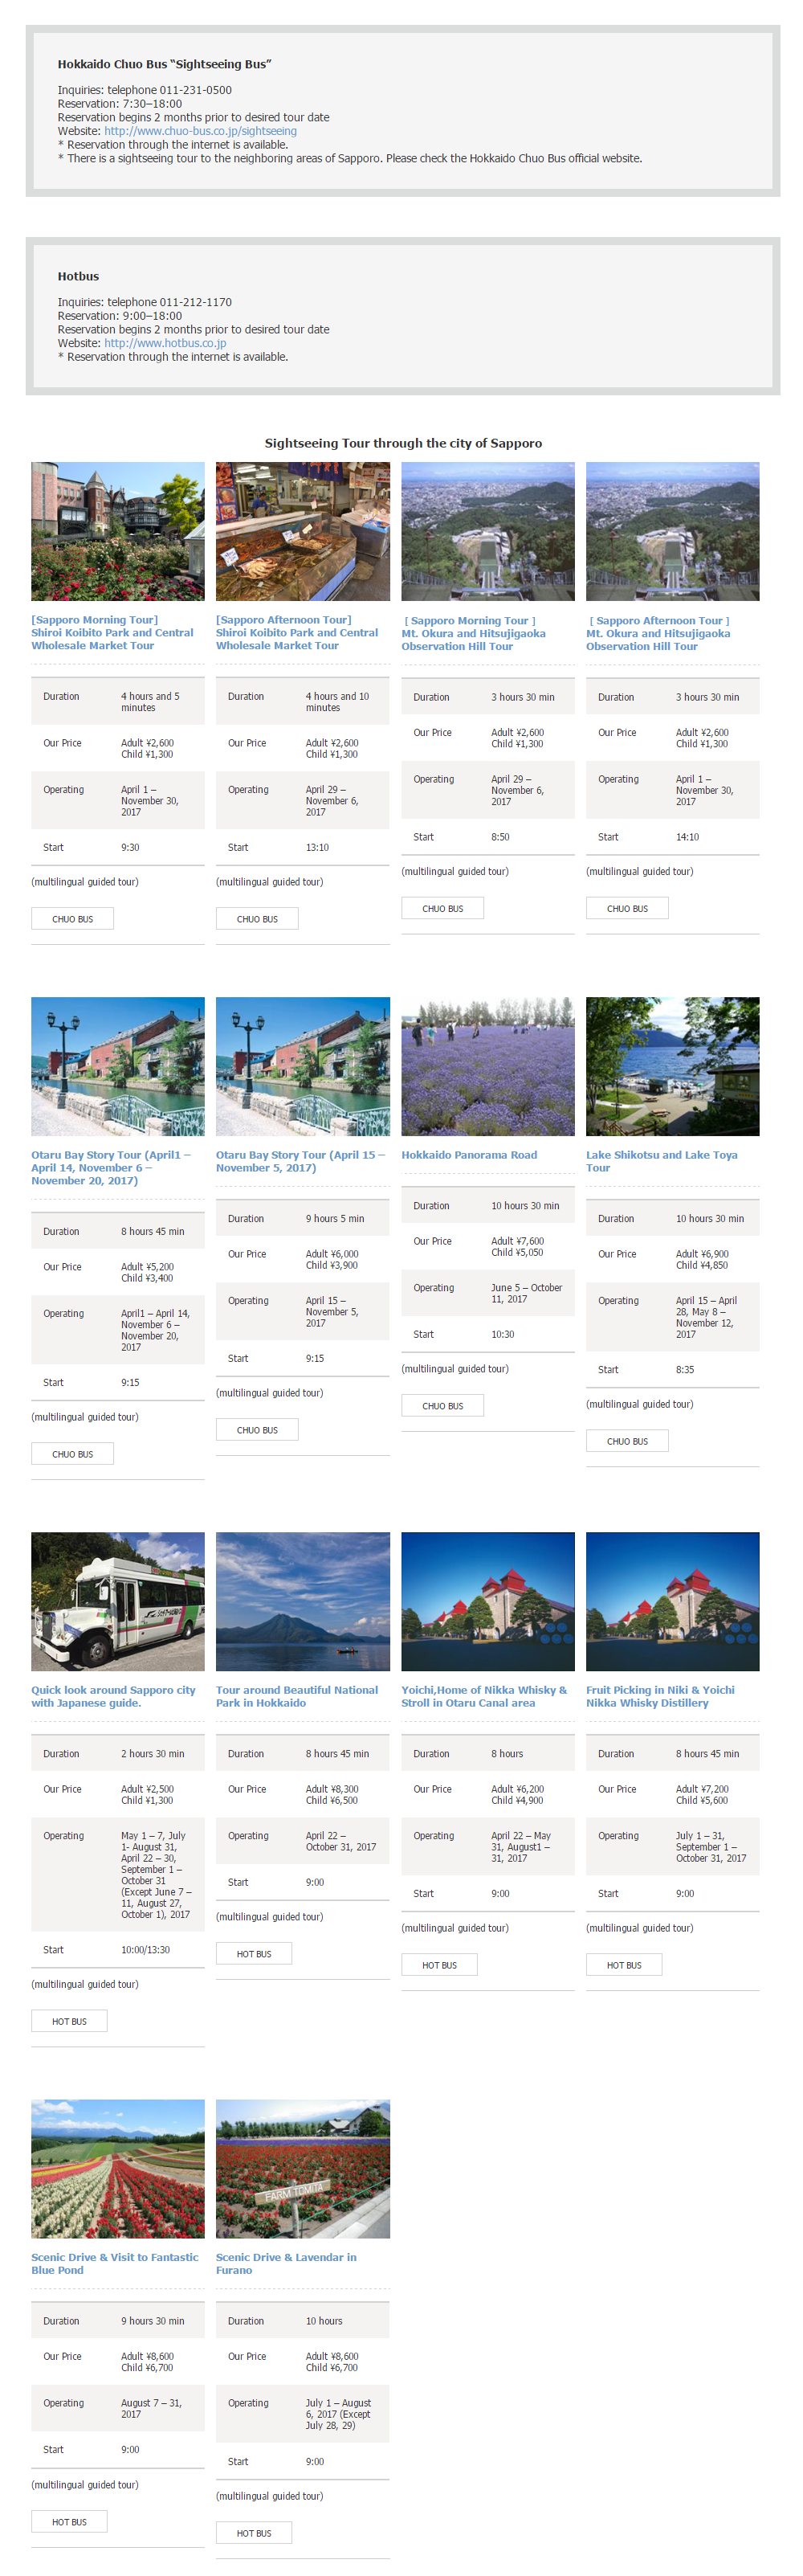 Hokkaido Chuo Bus “Sightseeing Bus”
Inquiries: telephone 011-231-0500
Reservation: 7:30–18:00
Reservation begins 2 months prior to desired tour date
Website: http://www.chuo-bus.co.jp/sightseeing
* Reservation through the internet is available.
* There is a sightseeing tour to the neighboring areas of Sapporo. Please check the Hokkaido Chuo Bus official website.
Hotbus
Inquiries: telephone 011-212-1170
Reservation: 9:00–18:00
Reservation begins 2 months prior to desired tour date
Website: http://www.hotbus.co.jp
* Reservation through the internet is available.
Sightseeing Tour through the city of Sapporo
[Sapporo Morning Tour]
Shiroi Koibito Park and Central
Wholesale Market Tour
Duration 4 hours and 5
minutes
Our Price Adult ¥2,600
Child ¥1,300
Operating April 1 –
November 30,
2017
Start 9:30
(multilingual guided tour)
CHUO BUS
[Sapporo Afternoon Tour]
Shiroi Koibito Park and Central
Wholesale Market Tour
Duration 4 hours and 10
minutes
Our Price Adult ¥2,600
Child ¥1,300
Operating April 29 –
November 6,
2017
Start 13:10
(multilingual guided tour)
CHUO BUS
［Sapporo Morning Tour］
Mt. Okura and Hitsujigaoka
Observation Hill Tour
Duration 3 hours 30 min
Our Price Adult ¥2,600
Child ¥1,300
Operating April 29 –
November 6,
2017
Start 8:50
(multilingual guided tour)
CHUO BUS
［Sapporo Afternoon Tour］
Mt. Okura and Hitsujigaoka
Observation Hill Tour
Duration 3 hours 30 min
Our Price Adult ¥2,600
Child ¥1,300
Operating April 1 –
November 30,
2017
Start 14:10
(multilingual guided tour)
CHUO BUS
Otaru Bay Story Tour (April1 –
April 14, November 6 –
November 20, 2017)
Duration 8 hours 45 min
Our Price Adult ¥5,200
Child ¥3,400
Operating April1 – April 14,
November 6 –
November 20,
2017
Start 9:15
(multilingual guided tour)
CHUO BUS
Otaru Bay Story Tour (April 15 –
November 5, 2017)
Duration 9 hours 5 min
Our Price Adult ¥6,000
Child ¥3,900
Operating April 15 –
November 5,
2017
Start 9:15
(multilingual guided tour)
CHUO BUS
Hokkaido Panorama Road
Duration 10 hours 30 min
Our Price Adult ¥7,600
Child ¥5,050
Operating June 5 – October
11, 2017
Start 10:30
(multilingual guided tour)
CHUO BUS
Lake Shikotsu and Lake Toya
Tour
Duration 10 hours 30 min
Our Price Adult ¥6,900
Child ¥4,850
Operating April 15 – April
28, May 8 –
November 12,
2017
Start 8:35
(multilingual guided tour)
CHUO BUS
Quick look around Sapporo city
with Japanese guide.
Duration 2 hours 30 min
Our Price Adult ¥2,500
Child ¥1,300
Operating May 1 – 7, July
1- August 31,
April 22 – 30,
September 1 –
October 31
(Except June 7 –
11, August 27,
October 1), 2017
Start 10:00/13:30
(multilingual guided tour)
HOT BUS
Tour around Beautiful National
Park in Hokkaido
Duration 8 hours 45 min
Our Price Adult ¥8,300
Child ¥6,500
Operating April 22 –
October 31, 2017
Start 9:00
(multilingual guided tour)
HOT BUS
Yoichi,Home of Nikka Whisky &
Stroll in Otaru Canal area
Duration 8 hours
Our Price Adult ¥6,200
Child ¥4,900
Operating April 22 – May
31, August1 –
31, 2017
Start 9:00
(multilingual guided tour)
HOT BUS
Fruit Picking in Niki & Yoichi
Nikka Whisky Distillery
Duration 8 hours 45 min
Our Price Adult ¥7,200
Child ¥5,600
Operating July 1 – 31,
September 1 –
October 31, 2017
Start 9:00
(multilingual guided tour)
HOT BUS
Scenic Drive & Visit to Fantastic
Blue Pond
Duration 9 hours 30 min
Our Price Adult ¥8,600
Child ¥6,700
Operating August 7 – 31,
2017
Start 9:00
(multilingual guided tour)
HOT BUS
FARM TOMITA
Scenic Drive & Lavendar in
Furano
Duration 10 hours
Our Price Adult ¥8,600
Child ¥6,700
Operating July 1 – August
6, 2017 (Except
July 28, 29)
Start 9:00
(multilingual guided tour)
HOT BUS